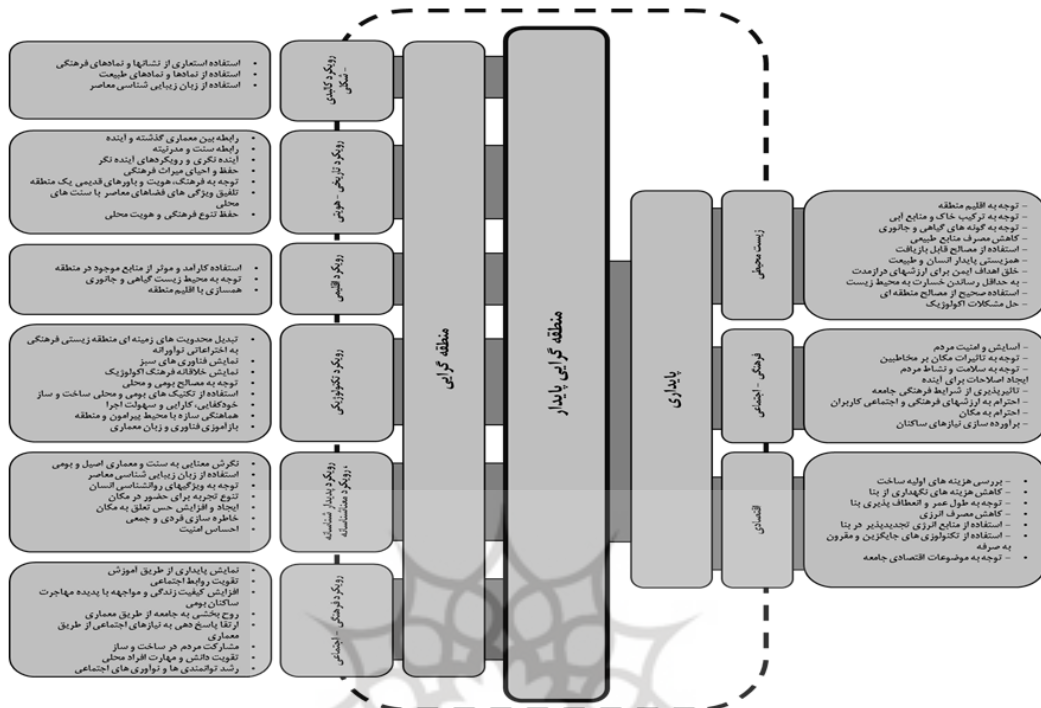 منطقه گرایی پایدار
پایداری
زیست محیطی
– توجه به اقلیم منطقه
– توجه به ترکیب خاک و منابع آبی
– توجه به گونه های گیاهی و جانوری
– کاهش مصرف منابع طبیعی
– استفاده از مصالح قابل بازیافت
– همزیستی پایدار انسان و طبیعت
– خلق اهداف ایمن برای ارزشهای درازمدت
– به حداقل رساندن خسارت به محیط زیست
– استفاده صحیح از مصالح منطقه ای
– حل مشکلات اکولوژیک
فرهنگی - اجتماعی
– آسایش و امنیت مردم
– توجه به تاثیرات مکان بر مخاطبین
– توجه به سلامت و نشاط مردم
ایجاد اصلاحات برای آینده
– تاثیرپذیری از شرایط فرهنگی جامعه
– احترام به ارزشهای فرهنگی و اجتماعی کاربران
– احترام به مکان
– برآورده سازی نیازهای ساکنان
اقتصادی
– بررسی هزینه های اولیه ساخت
– کاهش هزینه های نگهداری از بنا
– توجه به طول عمر و انعطاف پذیری بنا
– کاهش مصرف انرژی
– استفاده از منابع انرژی تجدیدپذیر در بنا
– استفاده از تکنولوژی های جایگزین و مقرون
به صرفه
– توجه به موضوعات اقتصادی جامعه
منطقه گرایی
رویکرد کالبدی
- شکلی
• استفاده استعاری از نشانها و نمادهای فرهنگی
• استفاده از نمادها و نمادهای طبیعت
• استفاده از زبان زیبایی شناسی معاصر
رویکرد تاریخی - هویتی
• رابطه بین معماری گذشته و آینده
• رابطه سنت و مدرنیته
• آینده نگری و رویکردهای آینده نگر
• حفظ و احیای میراث فرهنگی
• توجه به فرهنگ، هویت و باورهای قدیمی یک منطقه
• تلفیق ویژگی های فضاهای معاصر با سنت های
محلی
• حفظ تنوع فرهنگی و هویت محلی
رویکرد اقلیمی
• استفاده کارآمد و موثر از منابع موجود در منطقه
• توجه به محیط زیست گیاهی و جانوری
• همسازی با اقلیم منطقه
رویکرد تکنولوژیکی
• تبدیل محدویت های زمینه ای منطقه زیستی فرهنگی
به اختراعاتی نوآورانه
• نمایش فناوری های سبز
• نمایش خلاقانه فرهنگ اکولوژیک
• توجه به مصالح بومی و محلی
• استفاده از تکنیک های بومی و محلی ساخت و ساز
• خودکفایی، کارایی و سهولت اجرا
• هماهنگی سازه با محیط پیرامون و منطقه
• بازآموزی فناوری و زبان معماری
رویکرد پدیدار شناسانه
، رویکرد معناشناسانه
• نگرش معنایی به سنت و معماری اصیل و بومی
• استفاده از زبان زیبایی شناسی معاصر
• توجه به ویژگیهای روانشناسی انسان
• تنوع تجربه برای حضور در مکان
• ایجاد و افزایش حس تعلق به مکان
• خاطره سازی فردی و جمعی
• احساس امنیت
رویکرد فرهنگی - اجتماعی
• نمایش پایداری از طریق آموزش
• تقویت روابط اجتماعی
• افزایش کیفیت زندگی و مواجهه با پدیده مهاجرت
ساکنان بومی
• روح بخشی به جامعه از طریق معماری
• ارتقا پاسخ دهی به نیازهای اجتماعی از طریق
معماری
• مشارکت مردم در ساخت و ساز
• تقویت دانش و مهارت افراد محلی
• رشد توانمندی ها و نوآوری های اجتماعی